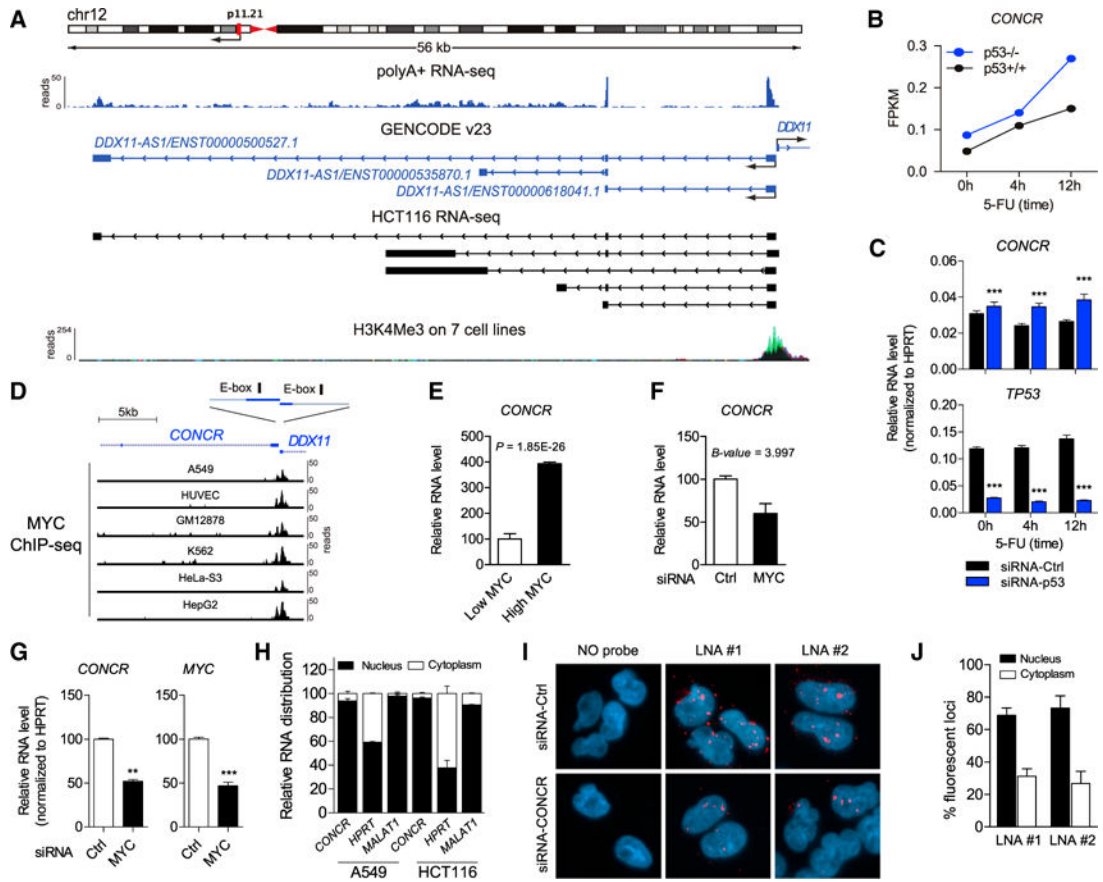 A
chr12
p11.21
56 kb
polyA+ RNA-seq
reads
50
0
GENCODE v23
DDX11-AS1/ENST00000500527.1
DDX11
DDX11-AS1/ENST00000535870.1
DDX11-AS1/ENST00000618041.1
HCT116 RNA-seq
H3K4Me3 on 7 cell lines
reads
254
0
B
CONCR
0.3
0.2
0.1
0.0
FPKM
p53-/-
p53+/+
0h 4h 12h
5-FU (time)
C
CONCR
0.06
0.04
0.02
0.00
*** *** ***
Relative RNA level
(normalized to HPRT)
TP53
0.20
0.15
0.10
0.05
0.00
*** *** ***
0h 4h 12h
5-FU (time)
siRNA-Ctrl
siRNA-p53
D
E-box E-box
5kb
CONCR
DDX11
MYC
ChIP-seq
A549
50
0
HUVEC
50
0
GM12878
50
0
K562
50
0
HeLa-S3
50
0
HepG2
50
0
reads
E
CONCR
500
400
300
200
100
0
P = 1.85E-26
Relative RNA level
Low MYC High MYC
F
CONCR
150
100
50
0
B-value = 3.997
Relative RNA level
siRNA Ctrl MYC
G
CONCR MYC
150
100
50
0
**
150
100
50
0
***
Relative RNA level
(normalized to HPRT)
siRNA Ctrl MYC Ctrl MYC
H
Nucleus Cytoplasm
120
100
80
60
40
20
0
Relative RNA distribution
CONCR HPRT MALAT1 CONCR HPRT MALAT1
A549 HCT116
I
NO probe LNA #1 LNA #2
siRNA-Ctrl
siRNA-CONCR
J
Nucleus
Cytoplasm
100
80
60
40
20
0
% fluorescent loci
LNA #1 LNA #2